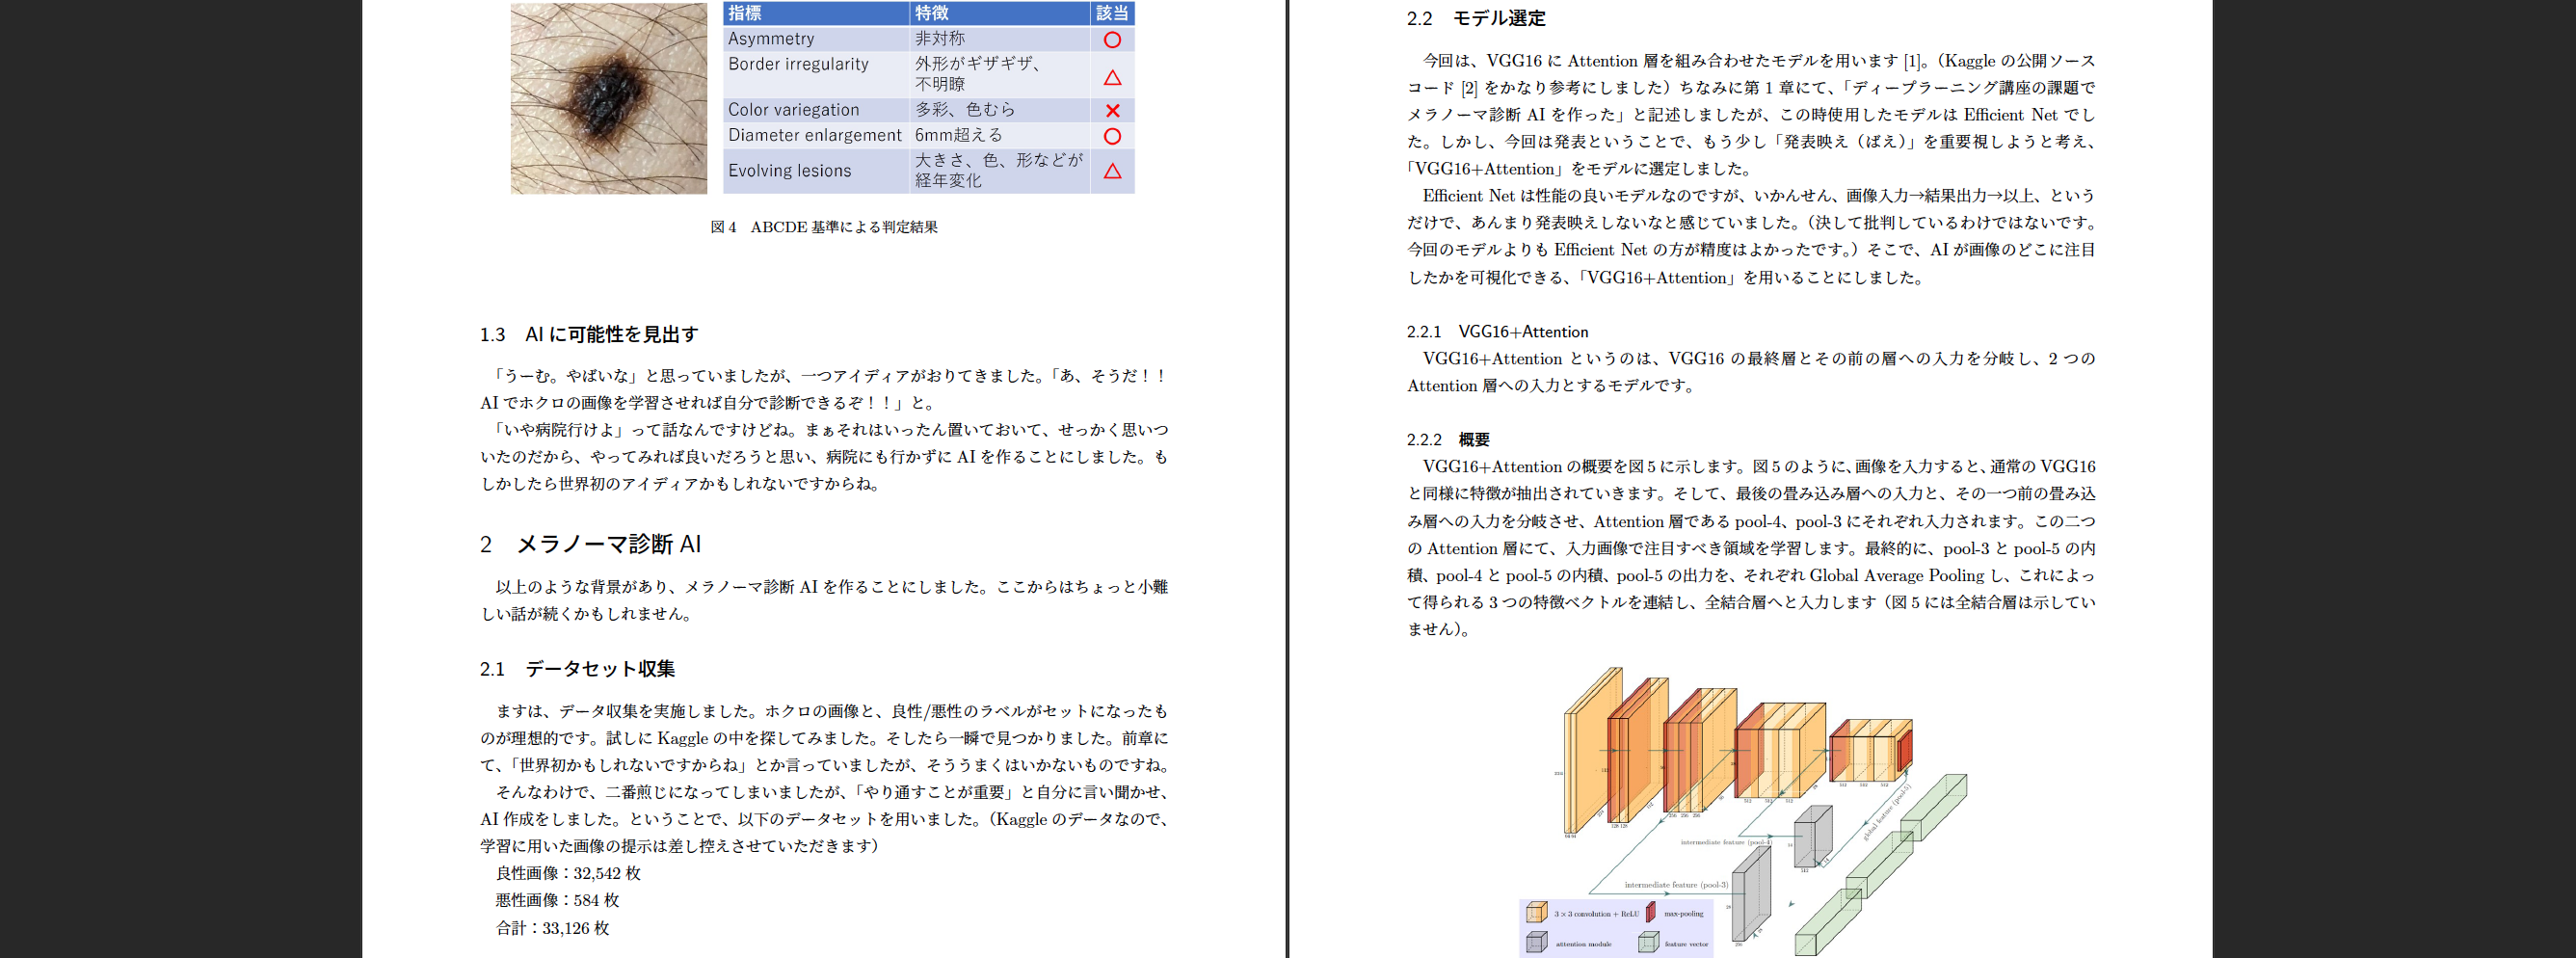 指標 特徴 該当
Asymmetry 非対称 ○
Border irregularity 外形がギザギザ、
不明瞭 △
Color variegation 多彩、色むら ×
Diameter enlargement 6mm超える ○
Evolving lesions 大きさ、色、形などが
経年変化 △
図 4 ABCDE 基準による判定結果
1.3 AI に可能性を見出す
「うーむ。やばいな」と思っていましたが、一つアイディアがおりてきました。「あ、そうだ！！
AI でホクロの画像を学習させれば自分で診断できるぞ！！」と。
「いや病院行けよ」って話なんですけどね。まぁそれはいったん置いておいて、せっかく思いつ
いたのだから、やってみれば良いだろうと思い、病院にも行かずに AI を作ることにしました。も
しかしたら世界初のアイディアかもしれないですからね。
2 メラノーマ診断 AI
以上のような背景があり、メラノーマ診断 AI を作ることにしました。ここからはちょっと小難
しい話が続くかもしれません。
2.1 データセット収集
ますは、データ収集を実施しました。ホクロの画像と、良性/悪性のラベルがセットになったも
のが理想的です。試しに Kaggle の中を探してみました。そしたら一瞬で見つかりました。前章に
て、「世界初かもしれないですからね」とか言っていましたが、そううまくはいかないものですね。
そんなわけで、二番煎じになってしまいましたが、「やり通すことが重要」と自分に言い聞かせ、
AI 作成をしました。ということで、以下のデータセットを用いました。（Kaggle のデータなので、
学習に用いた画像の提示は差し控えさせていただきます）
良性画像：32,542 枚
悪性画像：584 枚
合計：33,126 枚
2.2 モデル選定
今回は、VGG16 に Attention 層を組み合わせたモデルを用います [1]。（Kaggle の公開ソース
コード [2] をかなり参考にしました）ちなみに第 1 章にて、「ディープラーニング講座の課題で
メラノーマ診断 AI を作った」と記述しましたが、この時使用したモデルは Efficient Net でし
た。しかし、今回は発表ということで、もう少し「発表映え（ばえ）」を重要視しようと考え、
「VGG16+Attention」をモデルに選定しました。
Efficient Net は性能の良いモデルなのですが、いかんせん、画像入力→結果出力→以上、という
だけで、あんまり発表映えしないなと感じていました。（決して批判しているわけではないです。
今回のモデルよりも Efficient Net の方が精度はよかったです。）そこで、AI が画像のどこに注目
したかを可視化できる、「VGG16+Attention」を用いることにしました。
2.2.1 VGG16+Attention
VGG16+Attention というのは、VGG16 の最終層とその前の層への入力を分岐し、2 つの
Attention 層への入力とするモデルです。
2.2.2 概要
VGG16+Attention の概要を図 5 に示します。図 5 のように、画像を入力すると、通常の VGG16
と同様に特徴が抽出されていきます。そして、最後の畳み込み層への入力と、その一つ前の畳み込
み層への入力を分岐させ、Attention 層である pool-4、pool-3 にそれぞれ入力されます。この二つ
の Attention 層にて、入力画像で注目すべき領域を学習します。最終的に、pool-3 と pool-5 の内
積、pool-4 と pool-5 の内積、pool-5 の出力を、それぞれ Global Average Pooling し、これによっ
て得られる 3 つの特徴ベクトルを連結し、全結合層へと入力します（図 5 には全結合層は示してい
ません）。
global feature (pool-5)
intermediate feature (pool-4)
intermediate feature (pool-3)
3 × 3 convolution + ReLU
max-pooling
attention module
feature vector